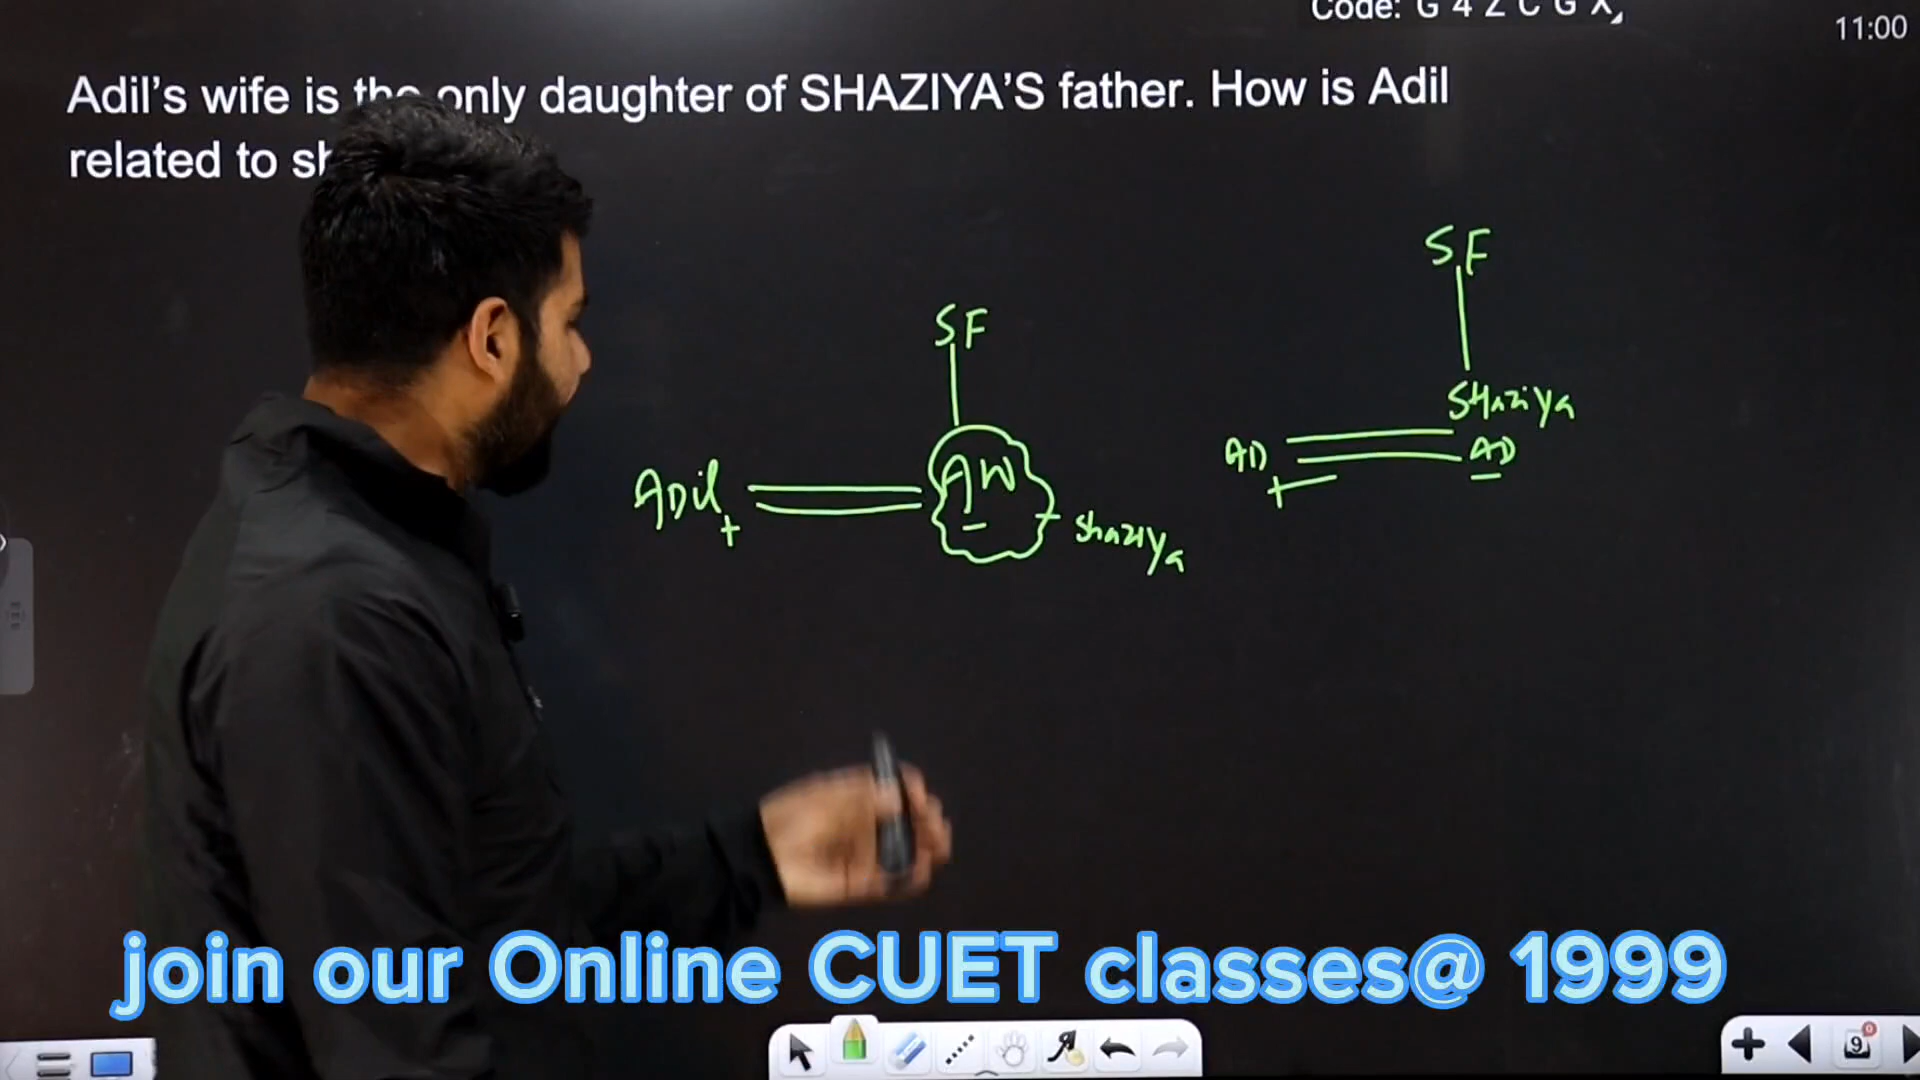 Code: G 4 Z C G X
11:00
Adil's wife is the only daughter of SHAZIYA'S father. How is Adil
related to sh
SF
SF
Shaziya
AD AD
+ -
Adil AW
+ - shaziya
join our Online CUET classes@ 1999
9